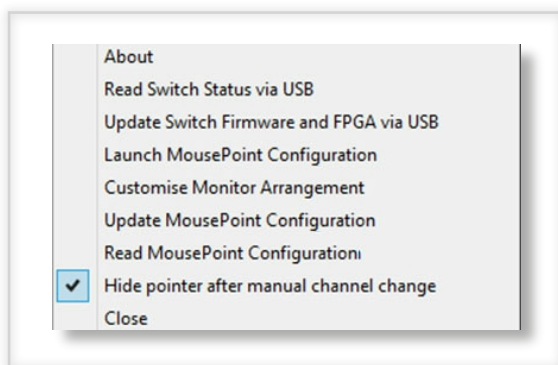 About
Read Switch Status via USB
Update Switch Firmware and FPGA via USB
Launch MousePoint Configuration
Customise Monitor Arrangement
Update MousePoint Configuration
Read MousePoint Configuration
Hide pointer after manual channel change
Close